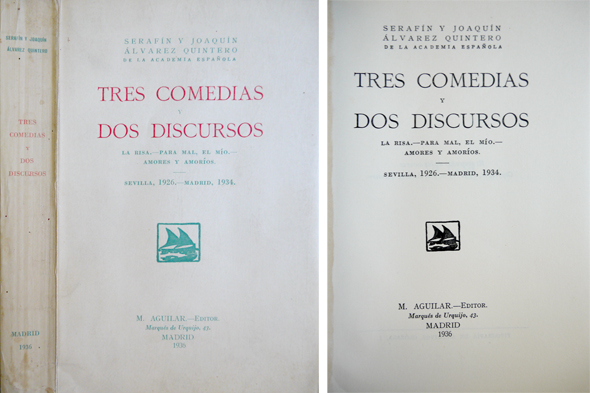 SERAFÍN Y JOAQUÍN
ÁLVAREZ QUINTERO
TRES
COMEDIAS
Y
DOS
DISCURSOS
MADRID
1936
SERAFÍN Y JOAQUÍN
ÁLVAREZ QUINTERO
DE LA ACADEMIA ESPAÑOLA
TRES COMEDIAS
Y
DOS DISCURSOS
LA RISA.—PARA MAL, EL MÍO.—
AMORES Y AMORÍOS.
SEVILLA, 1926.—MADRID, 1934.
M. AGUILAR.—EDITOR.
Marqués de Urquijo, 43.
MADRID
1936
SERAFÍN Y JOAQUÍN
ÁLVAREZ QUINTERO
DE LA ACADEMIA ESPAÑOLA
TRES COMEDIAS
Y
DOS DISCURSOS
LA RISA.—PARA MAL, EL MÍO.—
AMORES Y AMORÍOS.
SEVILLA, 1926.—MADRID, 1934.
M. AGUILAR.—EDITOR.
Marqués de Urquijo, 43.
MADRID
1936